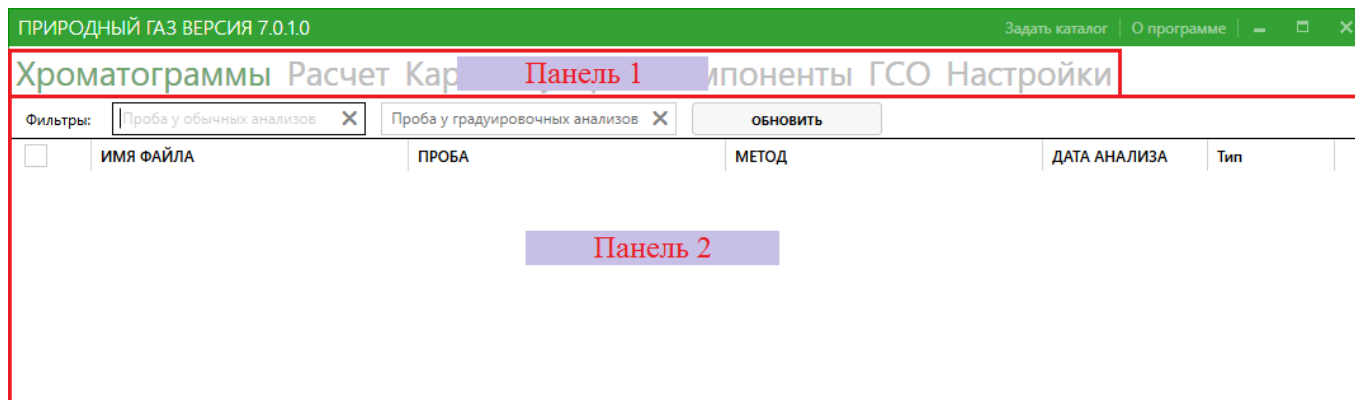 ПРИРОДНЫЙ ГАЗ ВЕРСИЯ 7.0.1.0 Задать каталог О программе
Хроматограммы Расчет Панель 1 ГСО Настройки
Фильтры: Проба у обычных анализов Проба у градуировочных анализов ОБНОВИТЬ
ИМЯ ФАЙЛА ПРОБА МЕТОД ДАТА АНАЛИЗА Тип
Панель 2